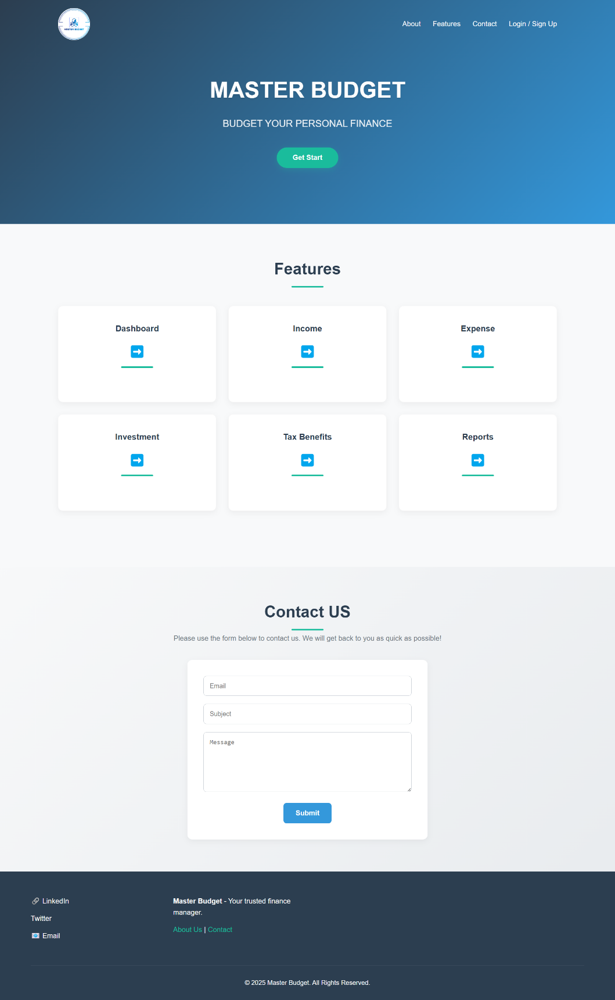 MASTER BUDGET
About
Features
Contact
Login / Sign Up
MASTER BUDGET
BUDGET YOUR PERSONAL FINANCE
Get Start
Features
Dashboard
Income
Expense
Investment
Tax Benefits
Reports
Contact US
Please use the form below to contact us. We will get back to you as quick as possible!
Email
Subject
Message
Submit
LinkedIn
Twitter
Email
Master Budget - Your trusted finance
manager.
About Us | Contact
© 2025 Master Budget. All Rights Reserved.